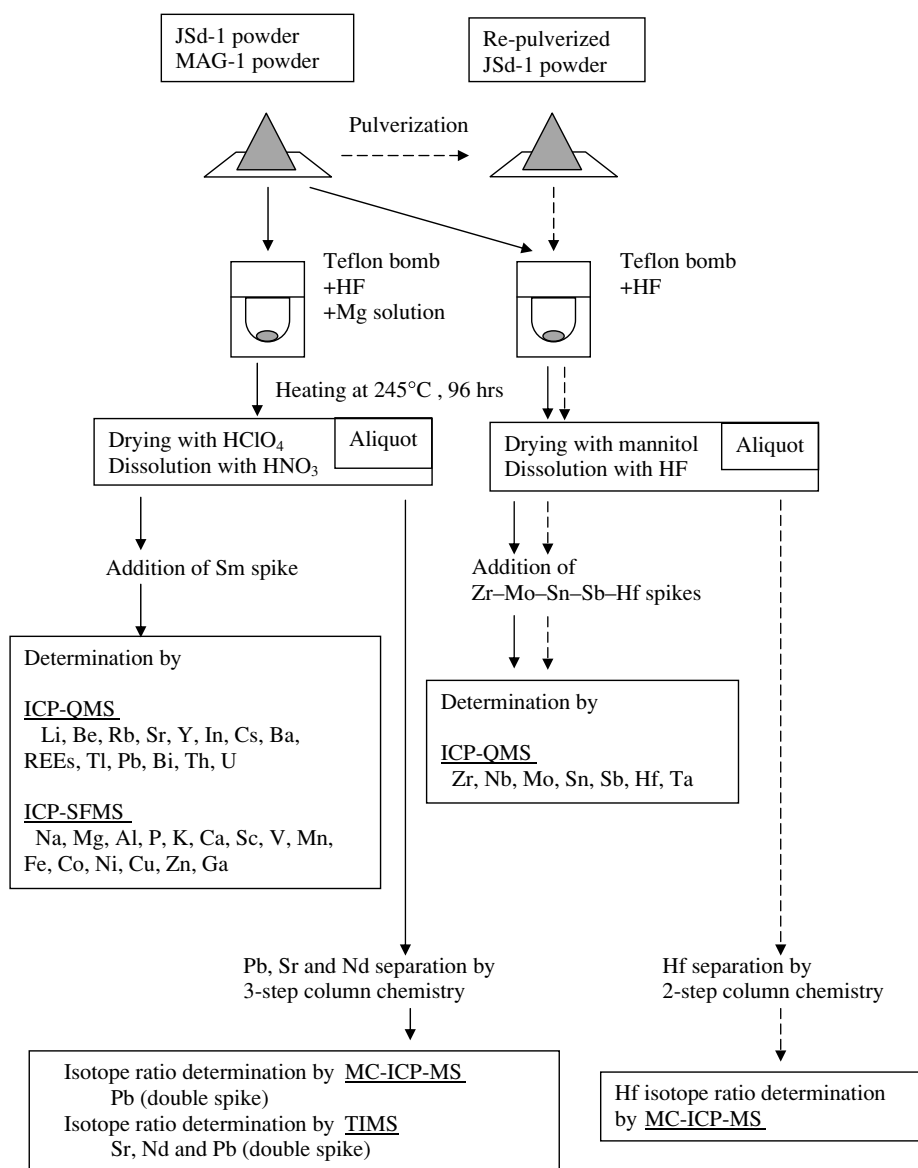 JSd-1 powder
MAG-1 powder
Re-pulverized
JSd-1 powder
Pulverization
Teflon bomb
+HF
+Mg solution
Teflon bomb
+HF
Heating at 245°C , 96 hrs
Drying with HClO₄
Dissolution with HNO₃
Aliquot
Drying with mannitol
Dissolution with HF
Aliquot
Addition of Sm spike
Addition of
Zr–Mo–Sn–Sb–Hf spikes
Determination by
ICP-QMS
Li, Be, Rb, Sr, Y, In, Cs, Ba,
REEs, Tl, Pb, Bi, Th, U
ICP-SFMS
Na, Mg, Al, P, K, Ca, Sc, V, Mn,
Fe, Co, Ni, Cu, Zn, Ga
Determination by
ICP-QMS
Zr, Nb, Mo, Sn, Sb, Hf, Ta
Pb, Sr and Nd separation by
3-step column chemistry
Hf separation by
2-step column chemistry
Isotope ratio determination by MC-ICP-MS
Pb (double spike)
Isotope ratio determination by TIMS
Sr, Nd and Pb (double spike)
Hf isotope ratio determination
by MC-ICP-MS